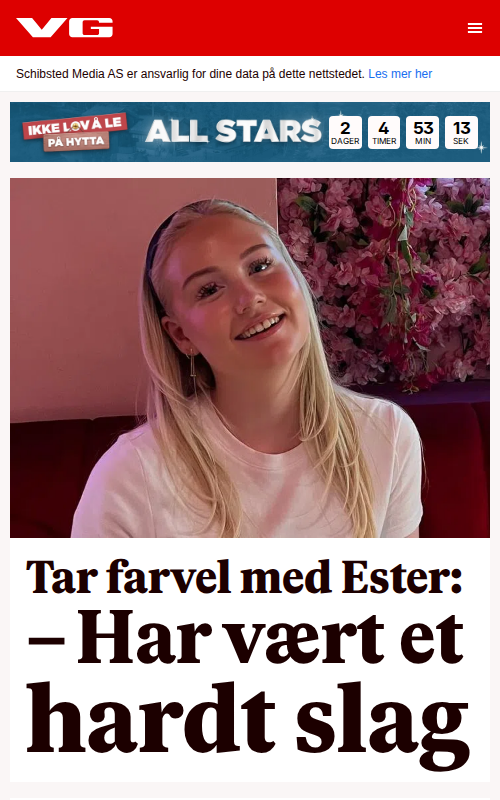 VG
Schibsted Media AS er ansvarlig for dine data på dette nettstedet. Les mer her
IKKE LOV Å LE
PÅ HYTTA
ALL STARS
2 4 53 13
DAGER TIMER MIN SEK
Tar farvel med Ester:
– Har vært et
hardt slag